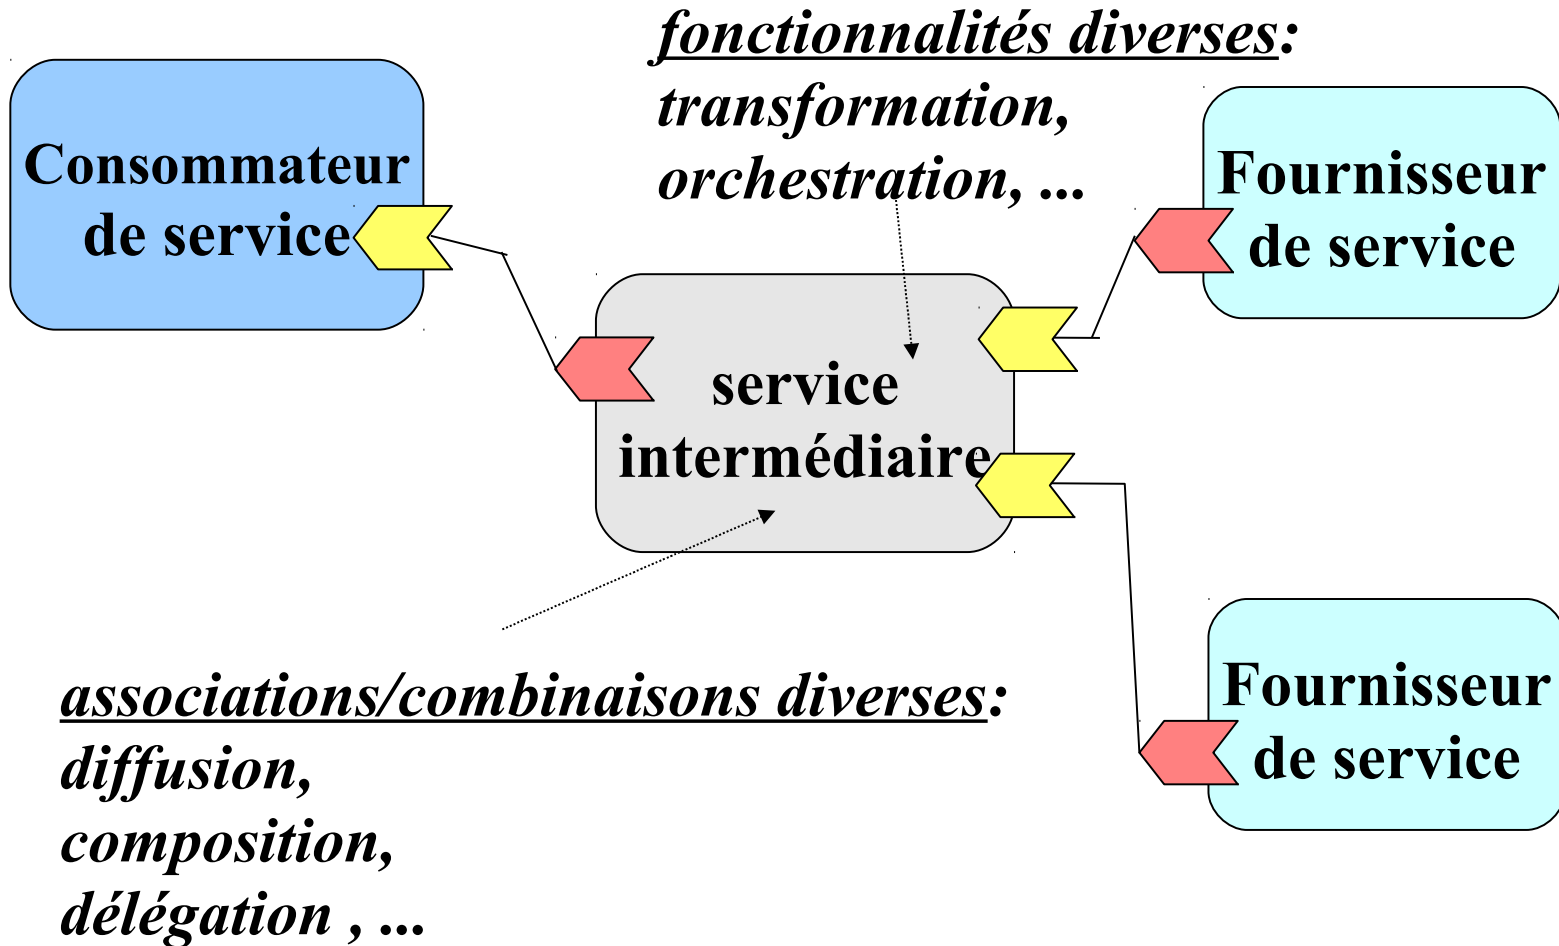 fonctionnalités diverses:
transformation,
orchestration, ...
Consommateur
de service
Fournisseur
de service
service
intermédiaire
Fournisseur
de service
associations/combinaisons diverses:
diffusion,
composition,
délégation , ...